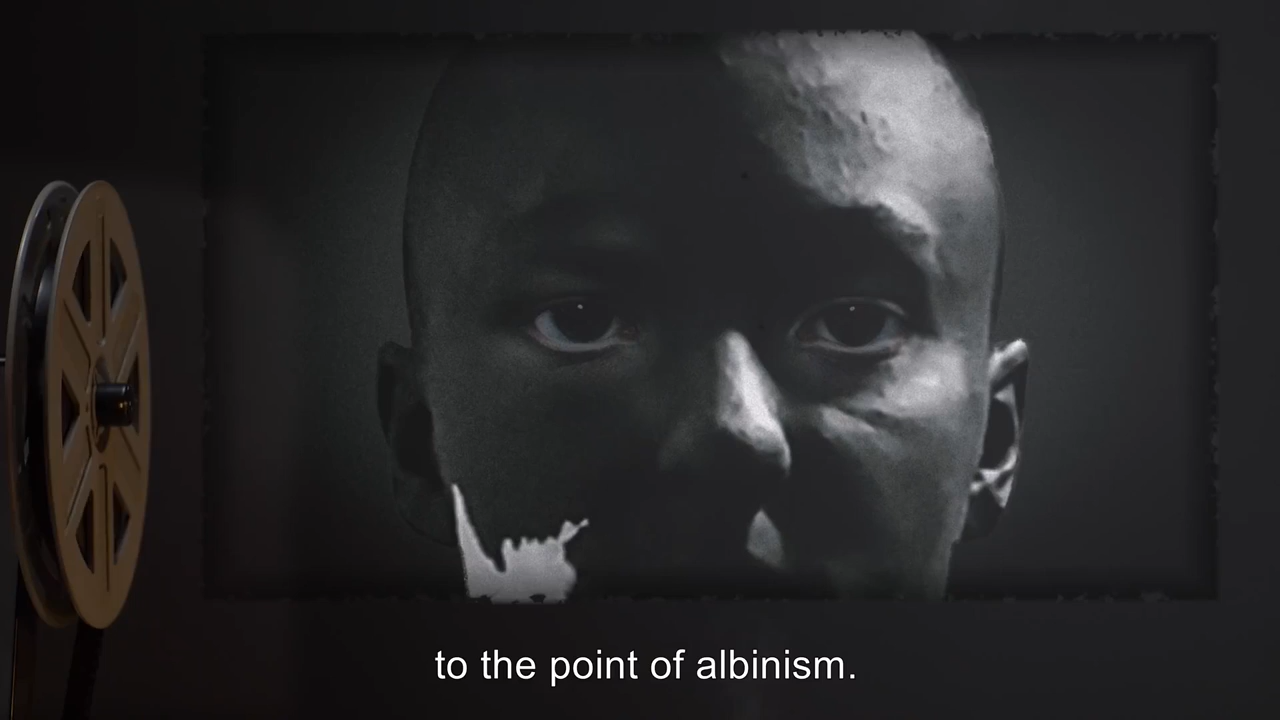 to the point of albinism.